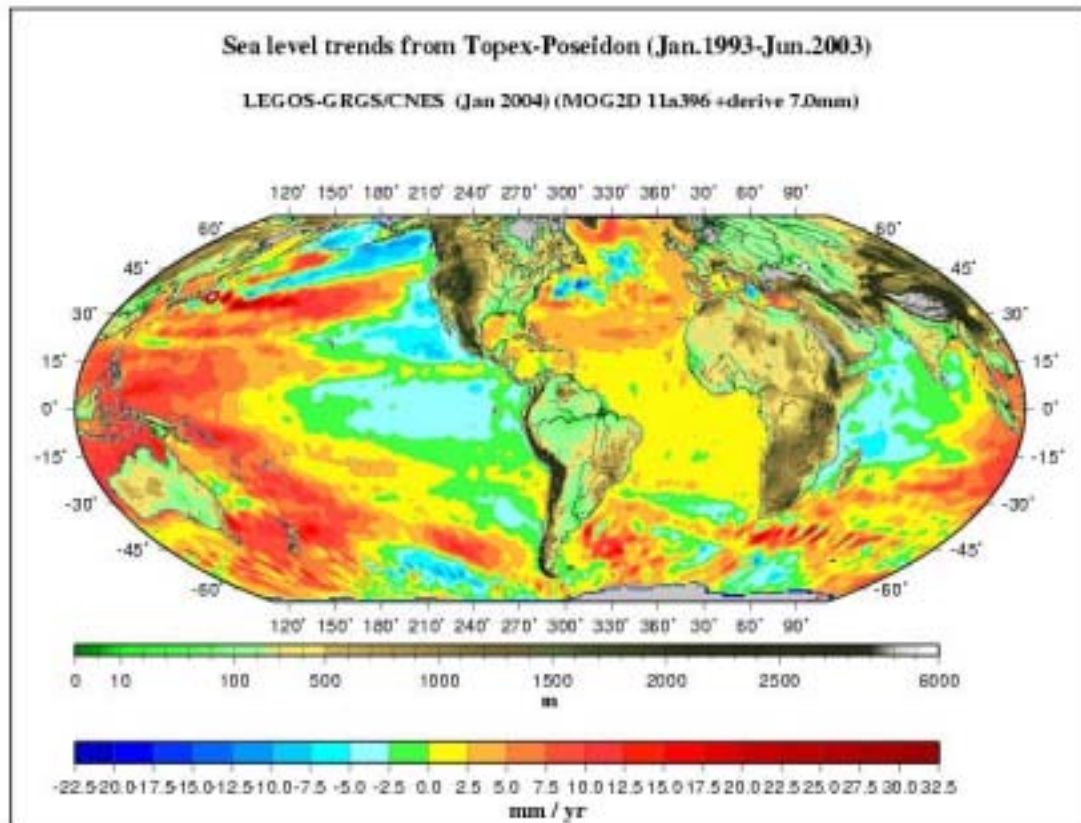 Sea level trends from Topex-Poseidon (Jan.1993-Jun.2003)
LEGOS-GRGS/CNES (Jan 2004) (MOG2D 11a396 +derive 7.0mm)
120° 150° 180° 210° 240° 270° 300° 330° 360° 30° 60° 90°
60° 60°
45° 45°
30° 30°
15° 15°
0° 0°
-15° -15°
-30° -30°
-45° -45°
-60° -60°
120° 150° 180° 210° 240° 270° 300° 330° 360° 30° 60° 90°
0 10 100 500 1000 1500 2000 2500 6000
m
-22.5 -20.0 -17.5 -15.0 -12.5 -10.0 -7.5 -5.0 -2.5 0.0 2.5 5.0 7.5 10.0 12.5 15.0 17.5 20.0 22.5 25.0 27.5 30.0 32.5
mm / yr